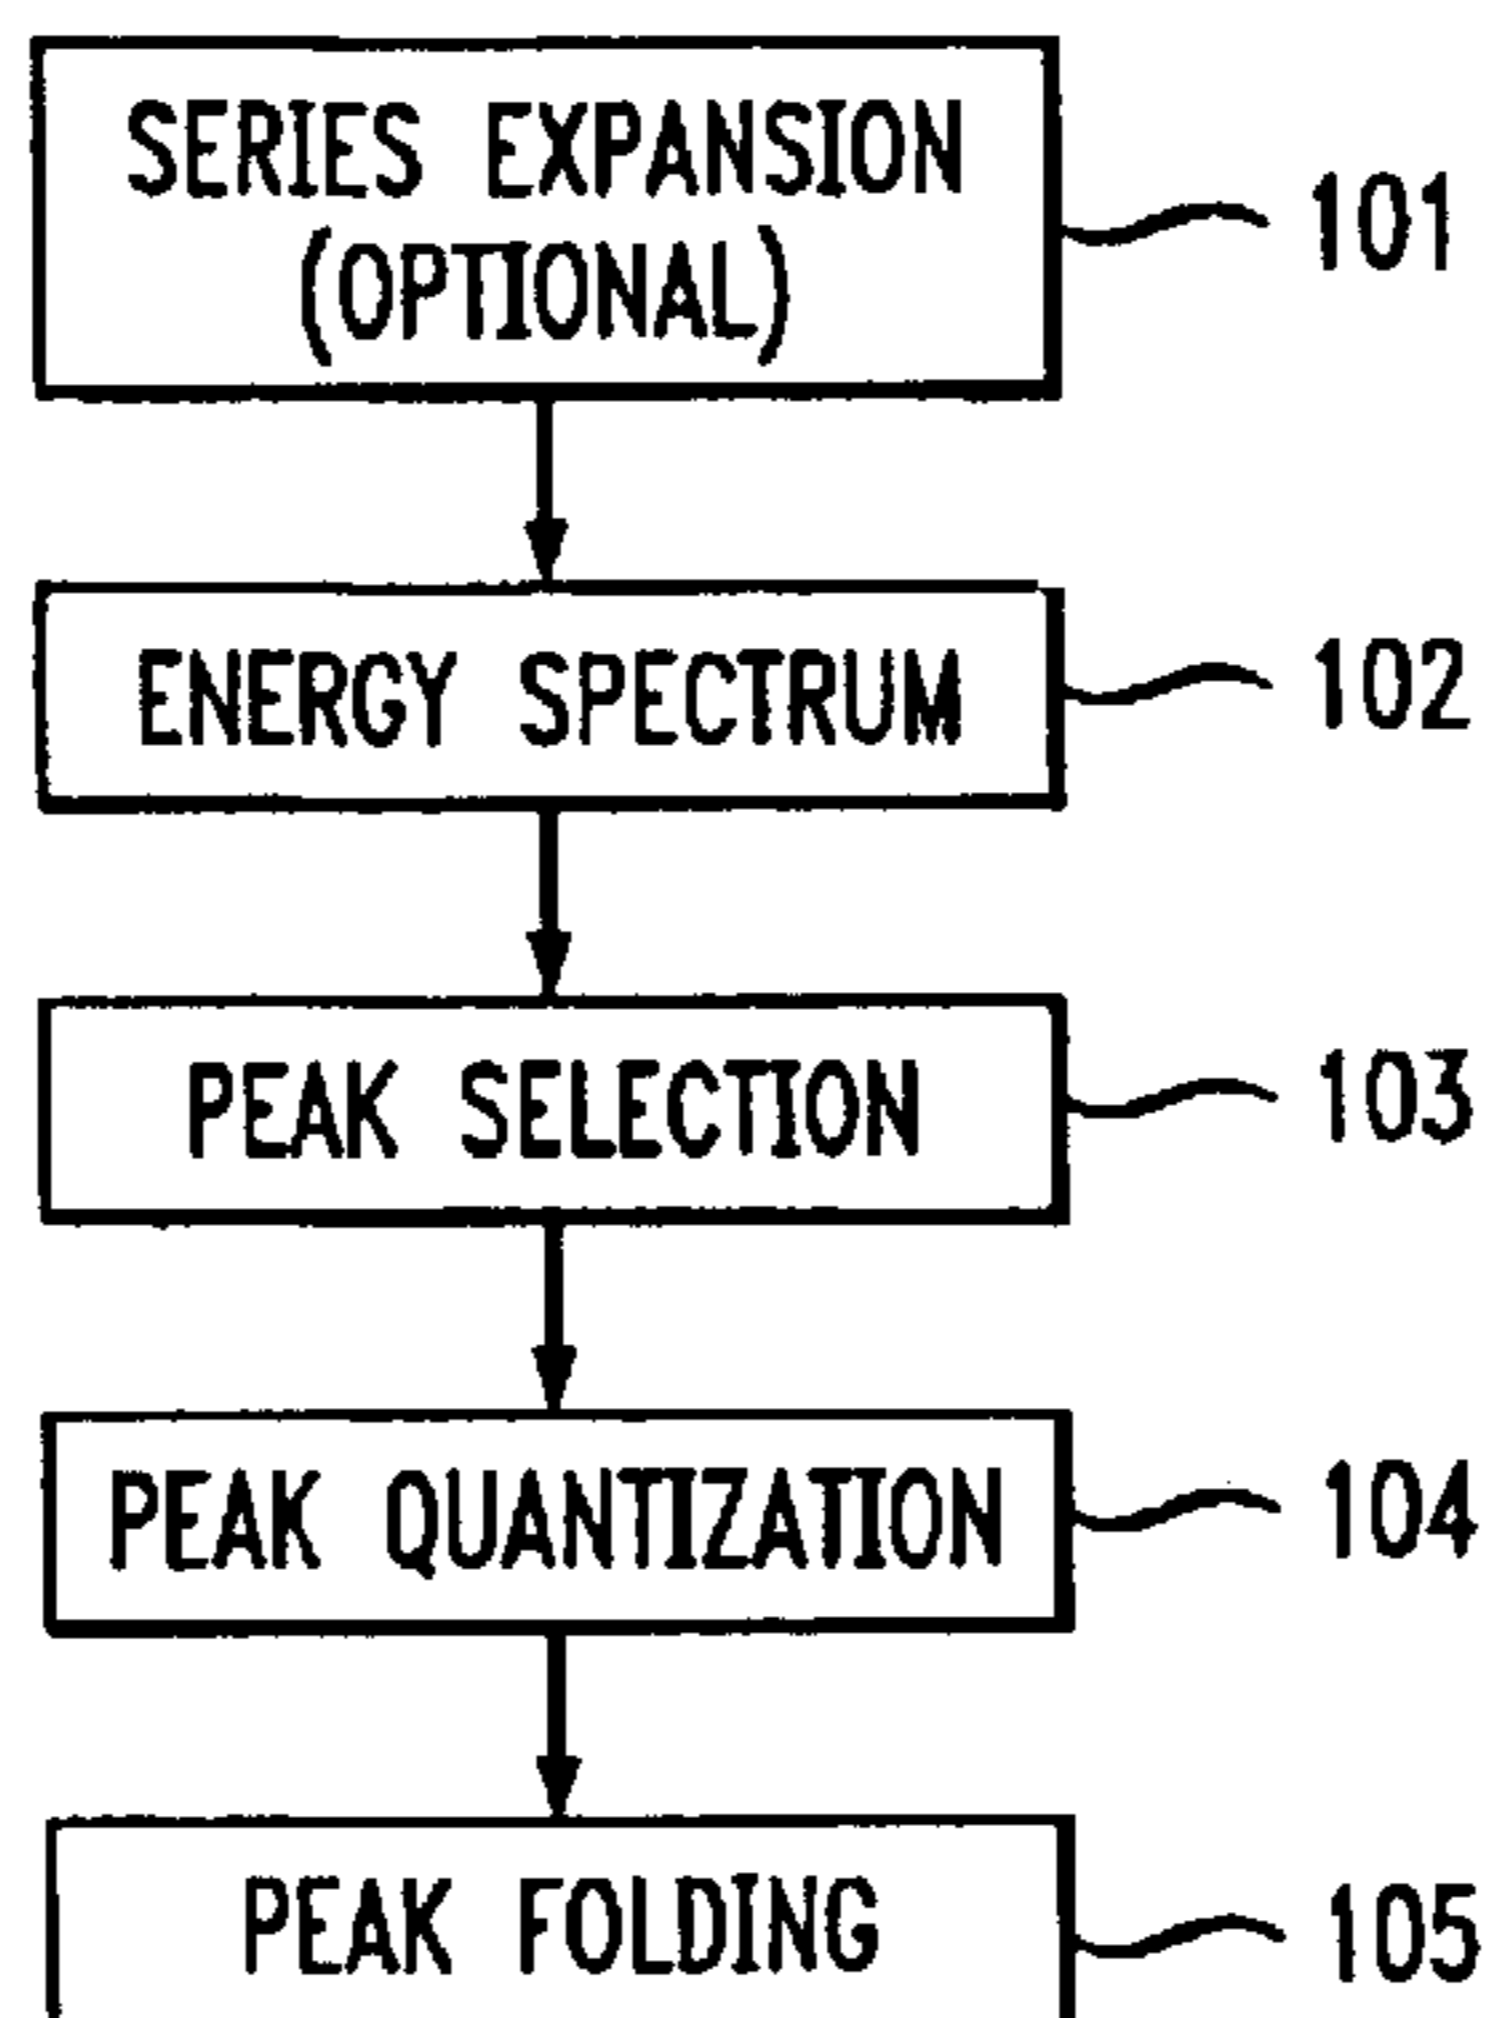 SERIES EXPANSION
(OPTIONAL)
101
ENERGY SPECTRUM
102
PEAK SELECTION
103
PEAK QUANTIZATION
104
PEAK FOLDING
105